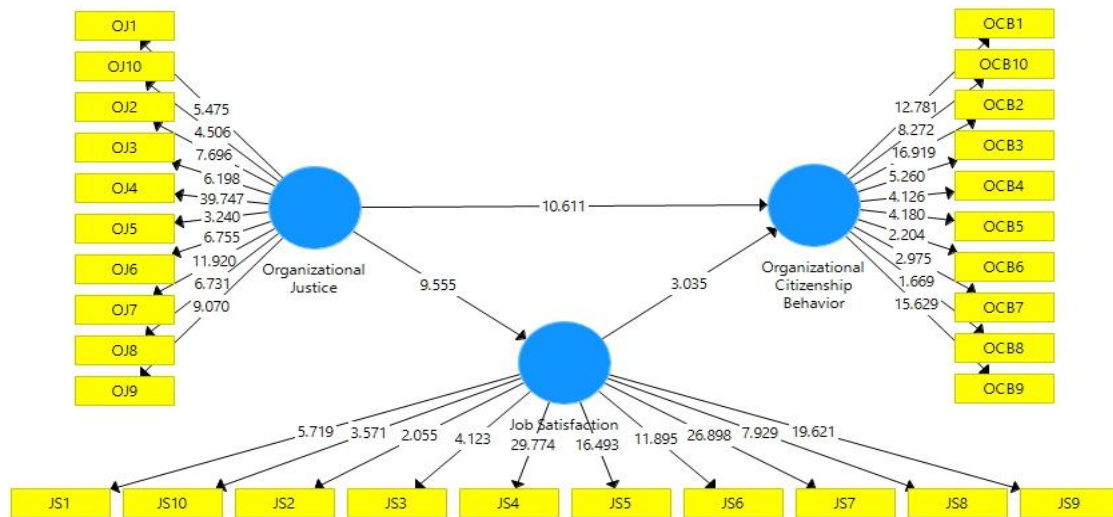 OJ1
OJ10
OJ2
OJ3
OJ4
OJ5
OJ6
OJ7
OJ8
OJ9
5.475
4.506
7.696
6.198
39.747
3.240
6.755
11.920
6.731
9.070
Organizational
Justice
10.611
9.555
3.035
Organizational
Citizenship
Behavior
12.781
8.272
16.919
5.260
4.126
4.180
2.204
2.975
1.669
15.629
OCB1
OCB10
OCB2
OCB3
OCB4
OCB5
OCB6
OCB7
OCB8
OCB9
Job Satisfaction
5.719
3.571
2.055
4.123
29.774
16.493
11.895
26.898
7.929
19.621
JS1
JS10
JS2
JS3
JS4
JS5
JS6
JS7
JS8
JS9